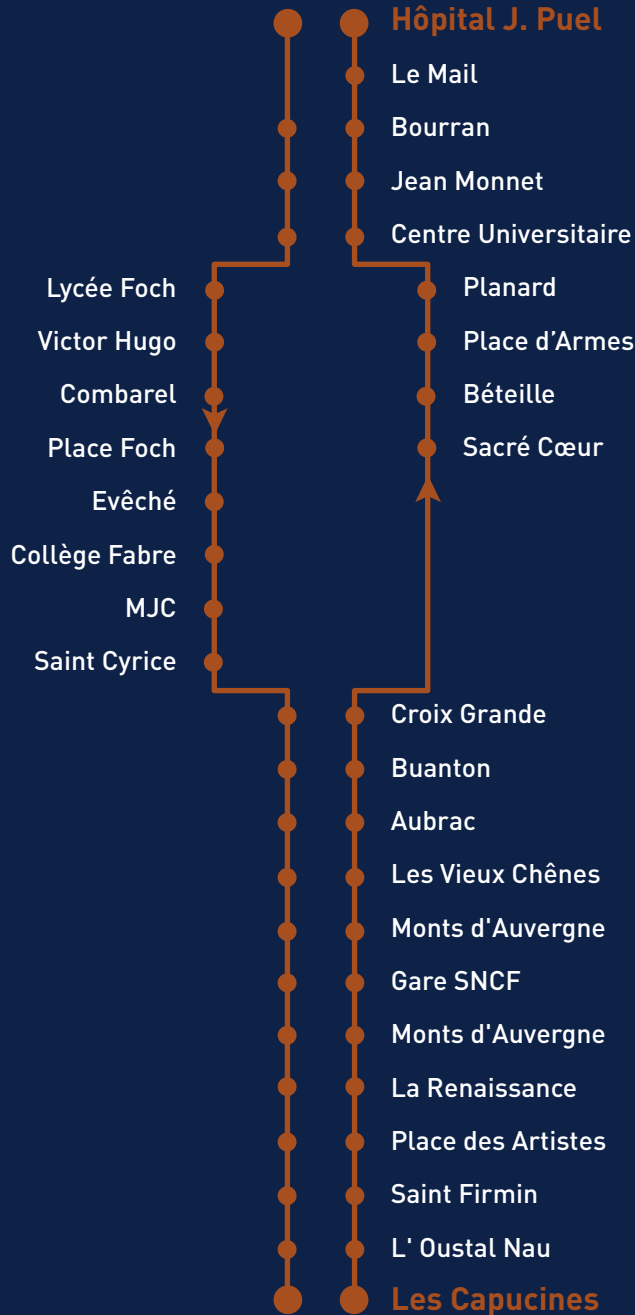 Hôpital J. Puel
Le Mail
Bourran
Jean Monnet
Centre Universitaire
Lycée Foch
Planard
Victor Hugo
Place d’Armes
Combarel
Béteille
Place Foch
Sacré Cœur
Evêché
Collège Fabre
MJC
Saint Cyrice
Croix Grande
Buanton
Aubrac
Les Vieux Chênes
Monts d'Auvergne
Gare SNCF
Monts d'Auvergne
La Renaissance
Place des Artistes
Saint Firmin
L' Oustal Nau
Les Capucines